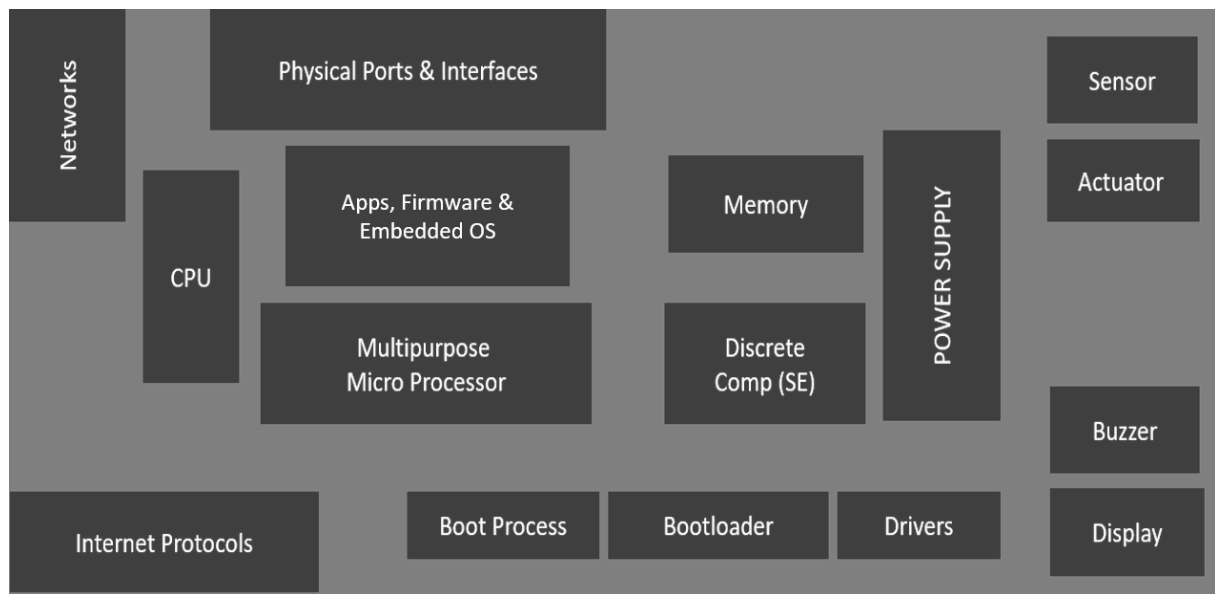 Networks
Physical Ports & Interfaces
Sensor
Actuator
Apps, Firmware &
Embedded OS
Memory
POWER SUPPLY
CPU
Multipurpose
Micro Processor
Discrete
Comp (SE)
Buzzer
Internet Protocols
Boot Process
Bootloader
Drivers
Display